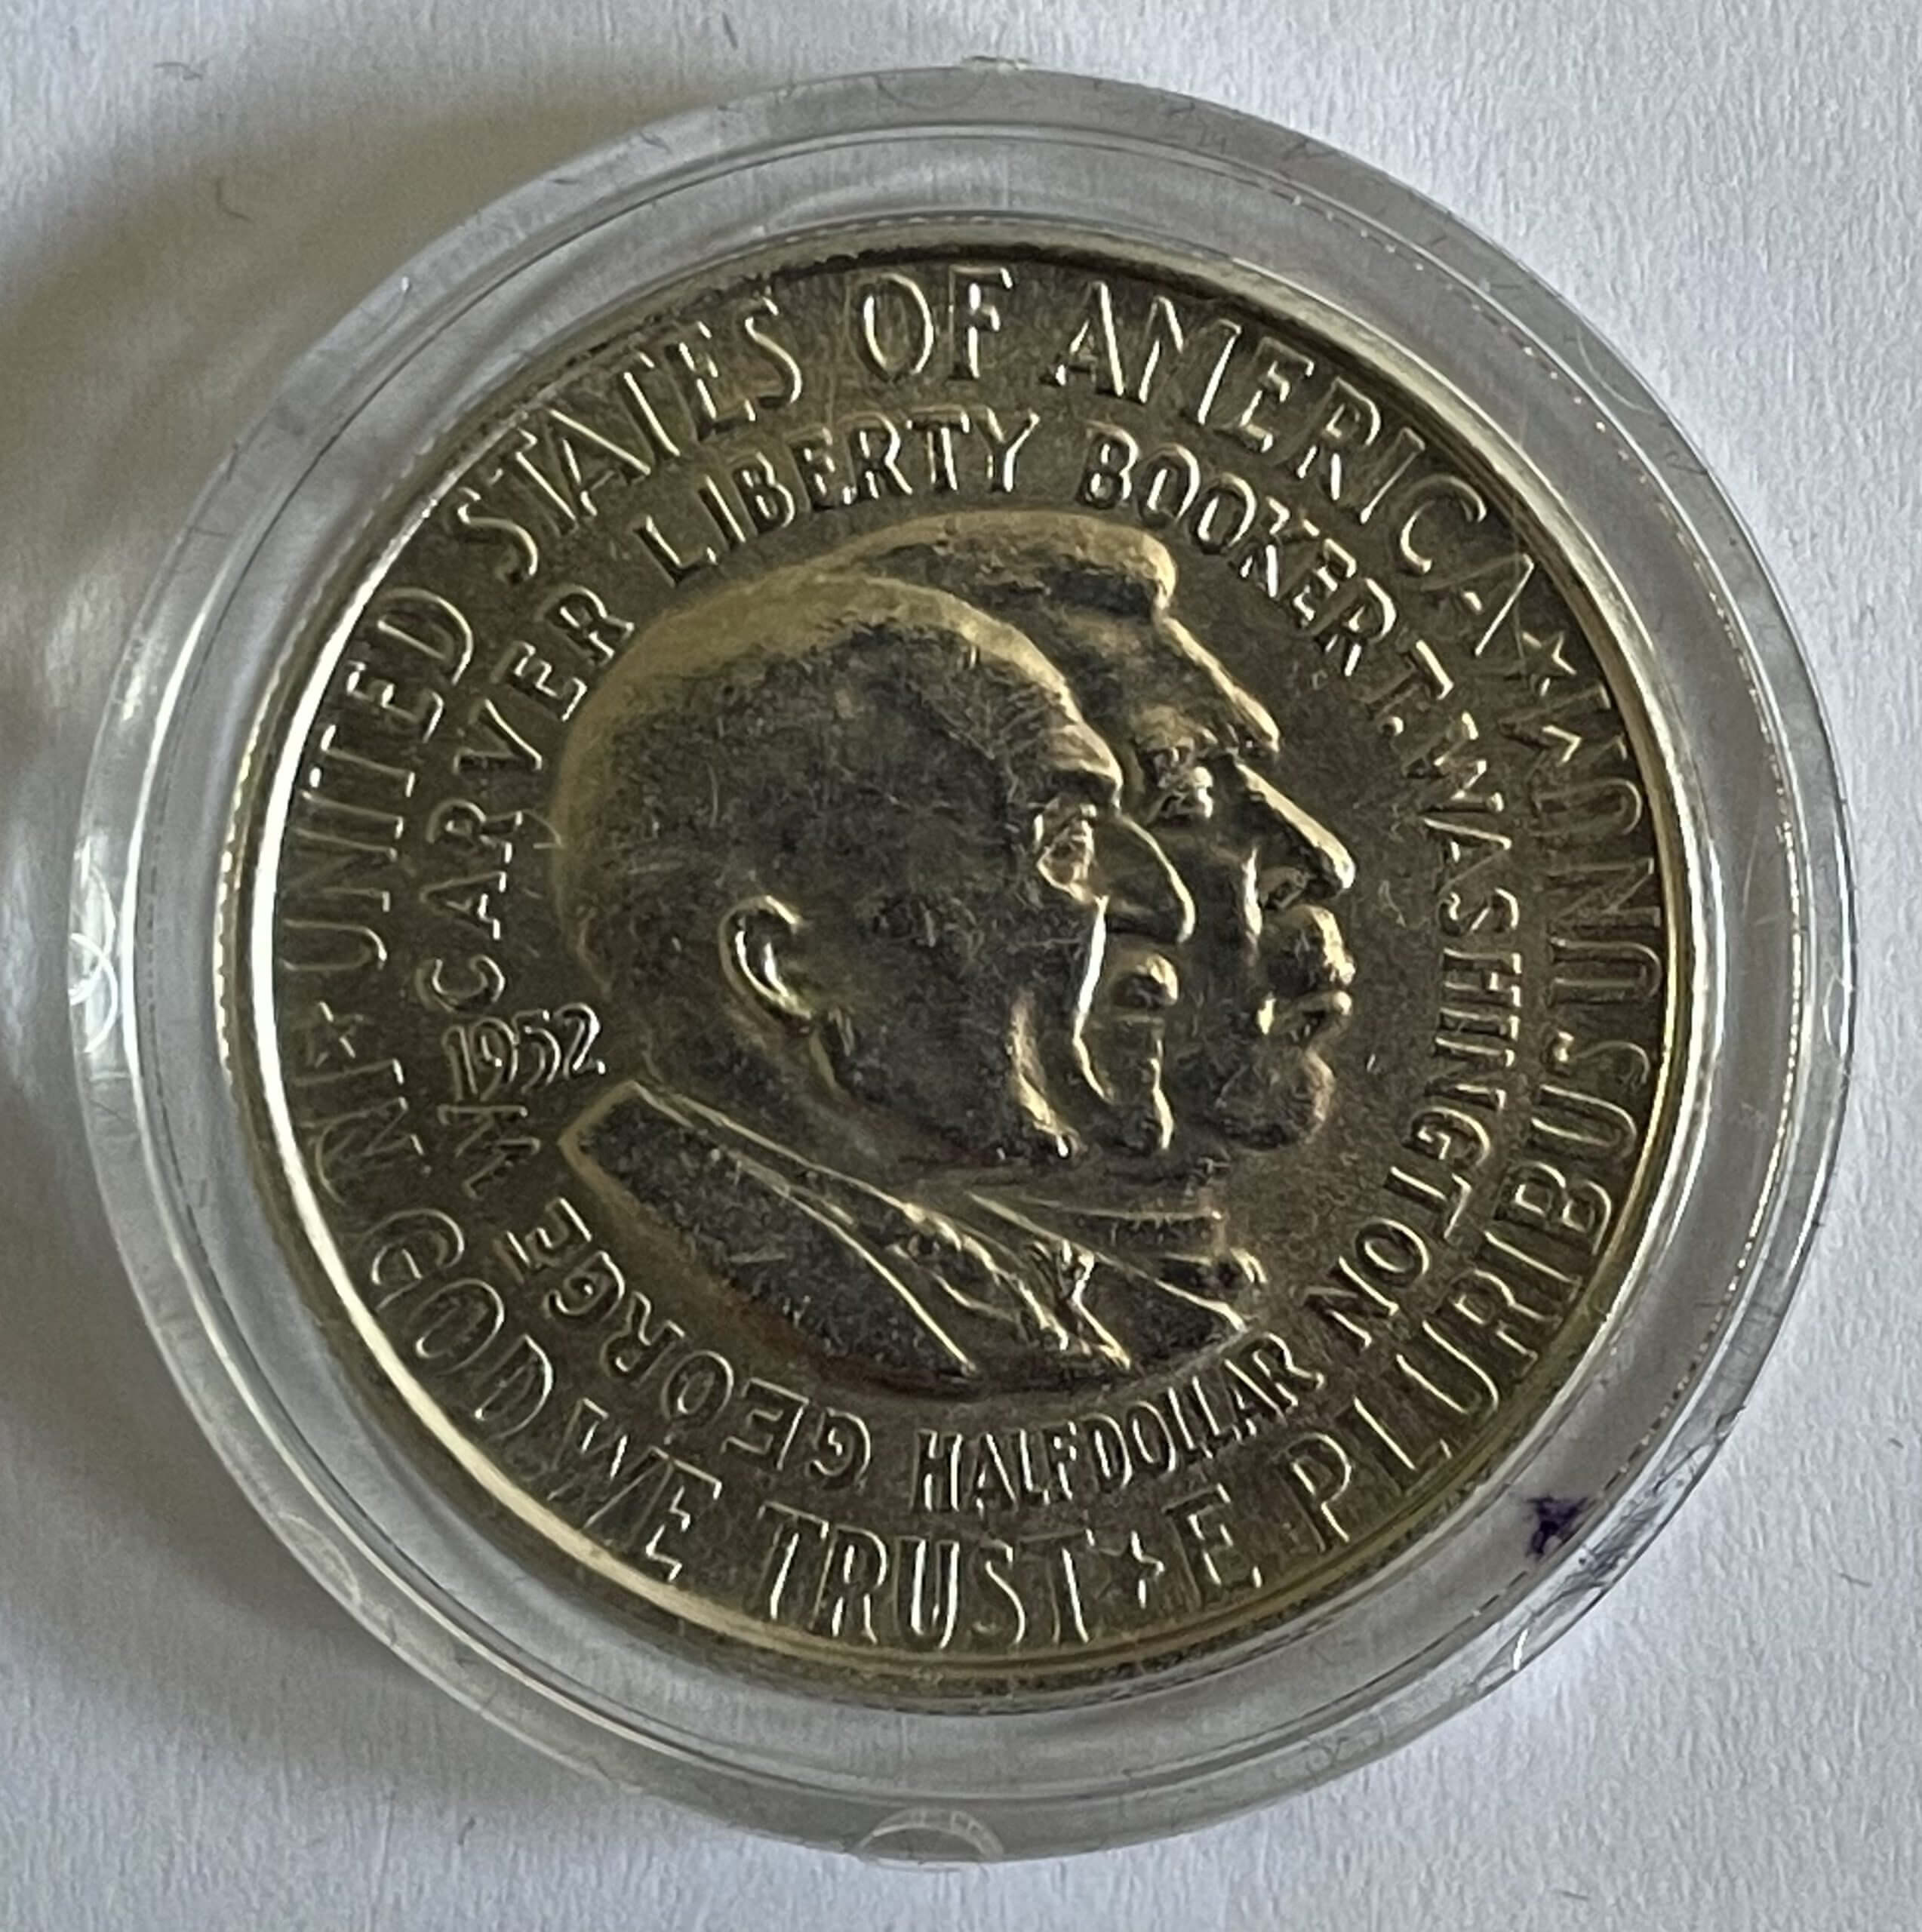 UNITED STATES OF AMERICA ★ E PLURIBUS UNUM ★ IN GOD WE TRUST ★
GEORGE W CARVER LIBERTY BOOKER T. WASHINGTON
1952
HALF DOLLAR